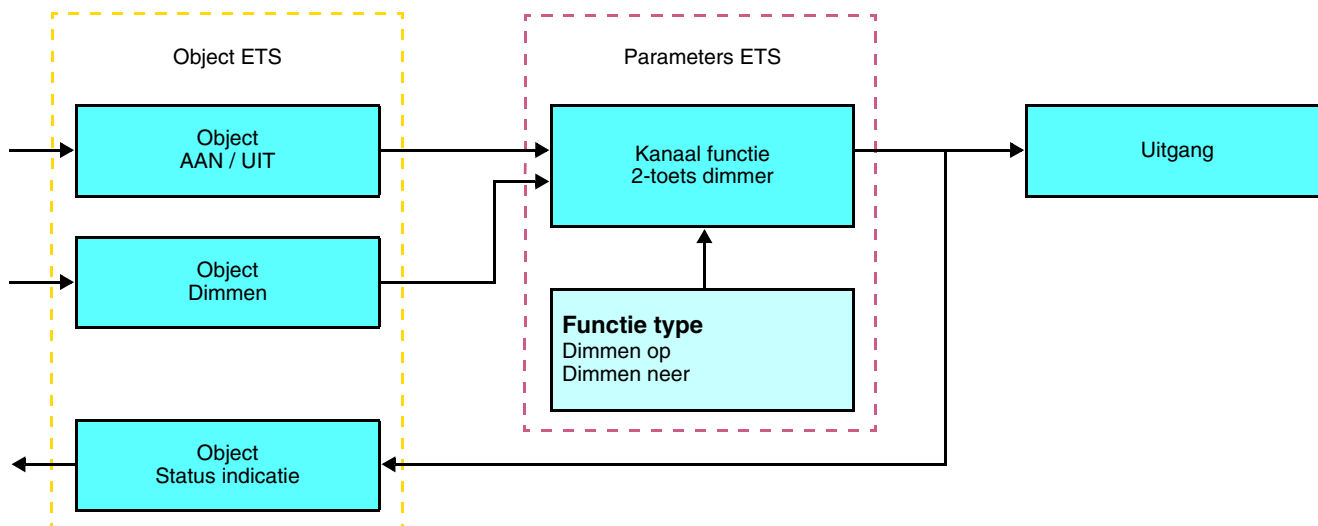 Object ETS
Parameters ETS
Object
AAN / UIT
Kanaal functie
2-toets dimmer
Uitgang
Object
Dimmen
Functie type
Dimmen op
Dimmen neer
Object
Status indicatie